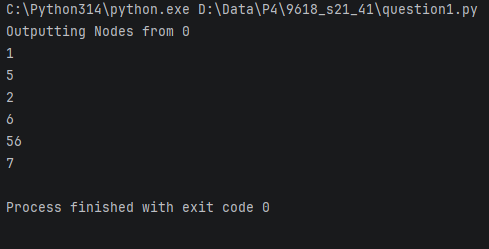 C:\Python314\python.exe D:\Data\P4\9618_s21_41\question1.py
Outputting Nodes from 0
1
5
2
6
56
7
Process finished with exit code 0